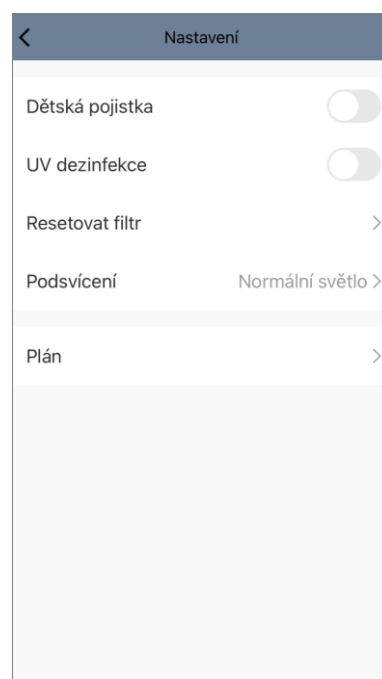 Nastavení
Dětská pojistka
UV dezinfekce
Resetovat filtr
Podsvícení Normální světlo
Plán